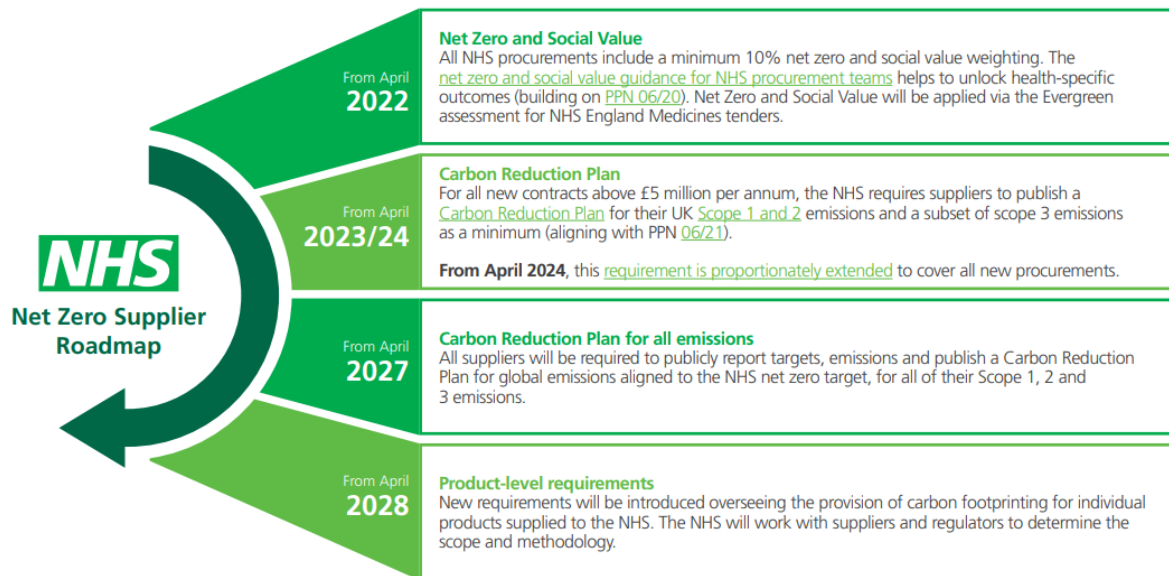 NHS
Net Zero Supplier
Roadmap
From April
2022
Net Zero and Social Value
All NHS procurements include a minimum 10% net zero and social value weighting. The
net zero and social value guidance for NHS procurement teams helps to unlock health-specific
outcomes (building on PPN 06/20). Net Zero and Social Value will be applied via the Evergreen
assessment for NHS England Medicines tenders.
From April
2023/24
Carbon Reduction Plan
For all new contracts above £5 million per annum, the NHS requires suppliers to publish a
Carbon Reduction Plan for their UK Scope 1 and 2 emissions and a subset of scope 3 emissions
as a minimum (aligning with PPN 06/21).
From April 2024, this requirement is proportionately extended to cover all new procurements.
From April
2027
Carbon Reduction Plan for all emissions
All suppliers will be required to publicly report targets, emissions and publish a Carbon Reduction
Plan for global emissions aligned to the NHS net zero target, for all of their Scope 1, 2 and
3 emissions.
From April
2028
Product-level requirements
New requirements will be introduced overseeing the provision of carbon footprinting for individual
products supplied to the NHS. The NHS will work with suppliers and regulators to determine the
scope and methodology.